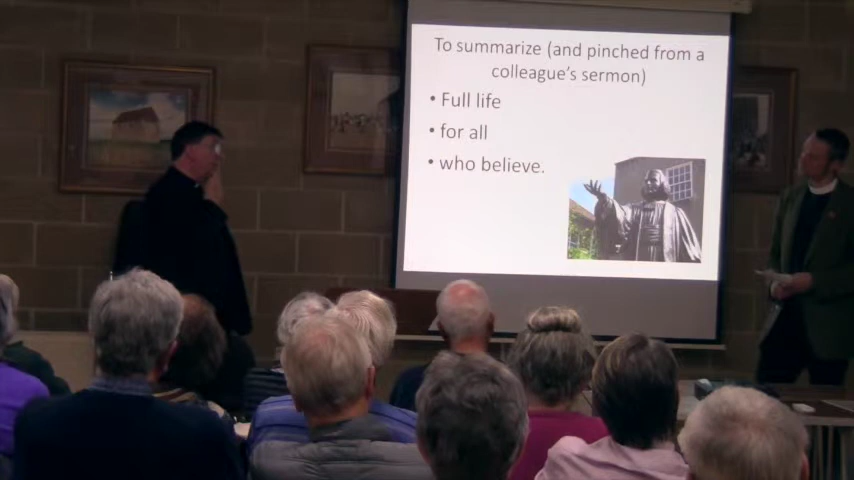 To summarize (and pinched from a
colleague's sermon)
• Full life
• for all
• who believe.